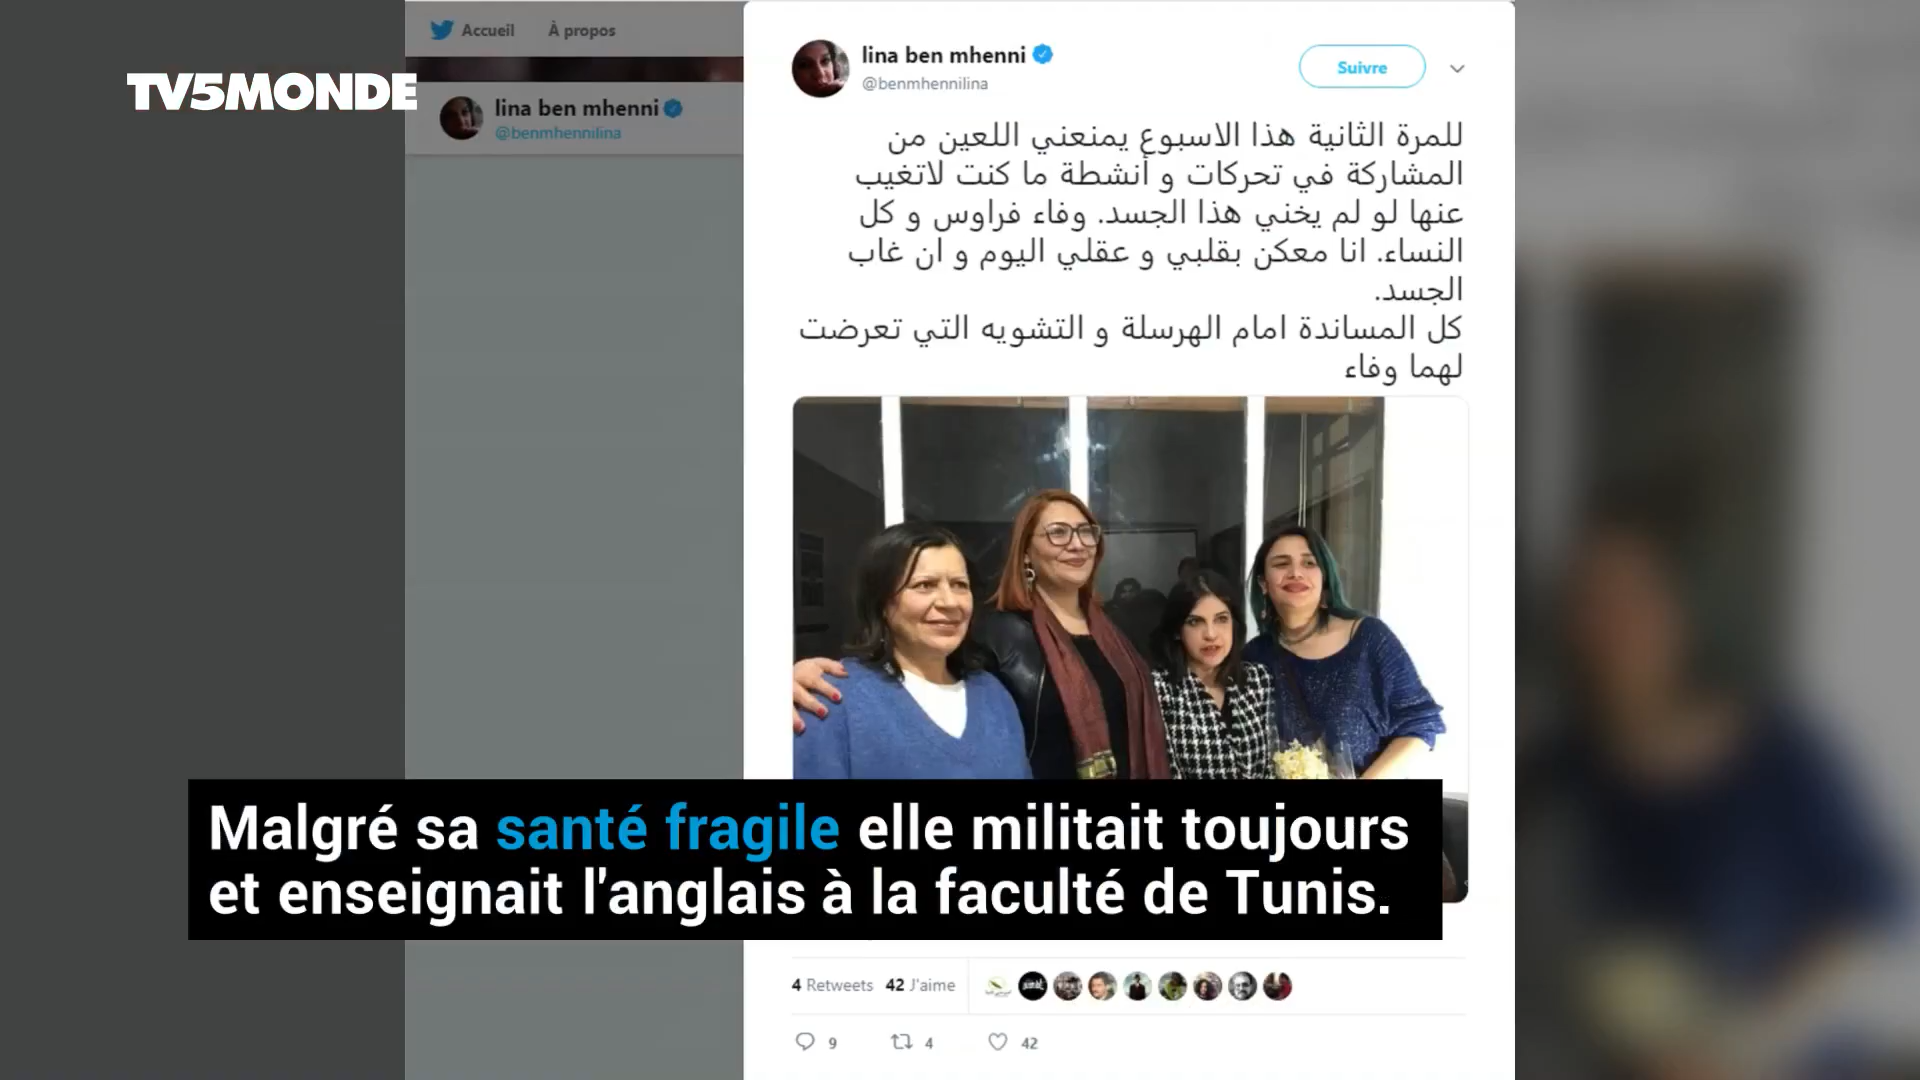 Accueil À propos
TV5MONDE
lina ben mhenni
@benmhennilina
lina ben mhenni
@benmhennilina
Suivre
للمرة الثانية هذا الاسبوع يمنعني اللعين من
المشاركة في تحركات و أنشطة ما كنت لاتغيب
عنها لو لم يخني هذا الجسد. وفاء فراوس و كل
النساء. انا معكن بقلبي و عقلي اليوم و ان غاب
الجسد.
كل المساندة امام الهرسلة و التشويه التي تعرضت
لهما وفاء
Malgré sa santé fragile elle militait toujours
et enseignait l'anglais à la faculté de Tunis.
4 Retweets 42 J'aime
9 4 42